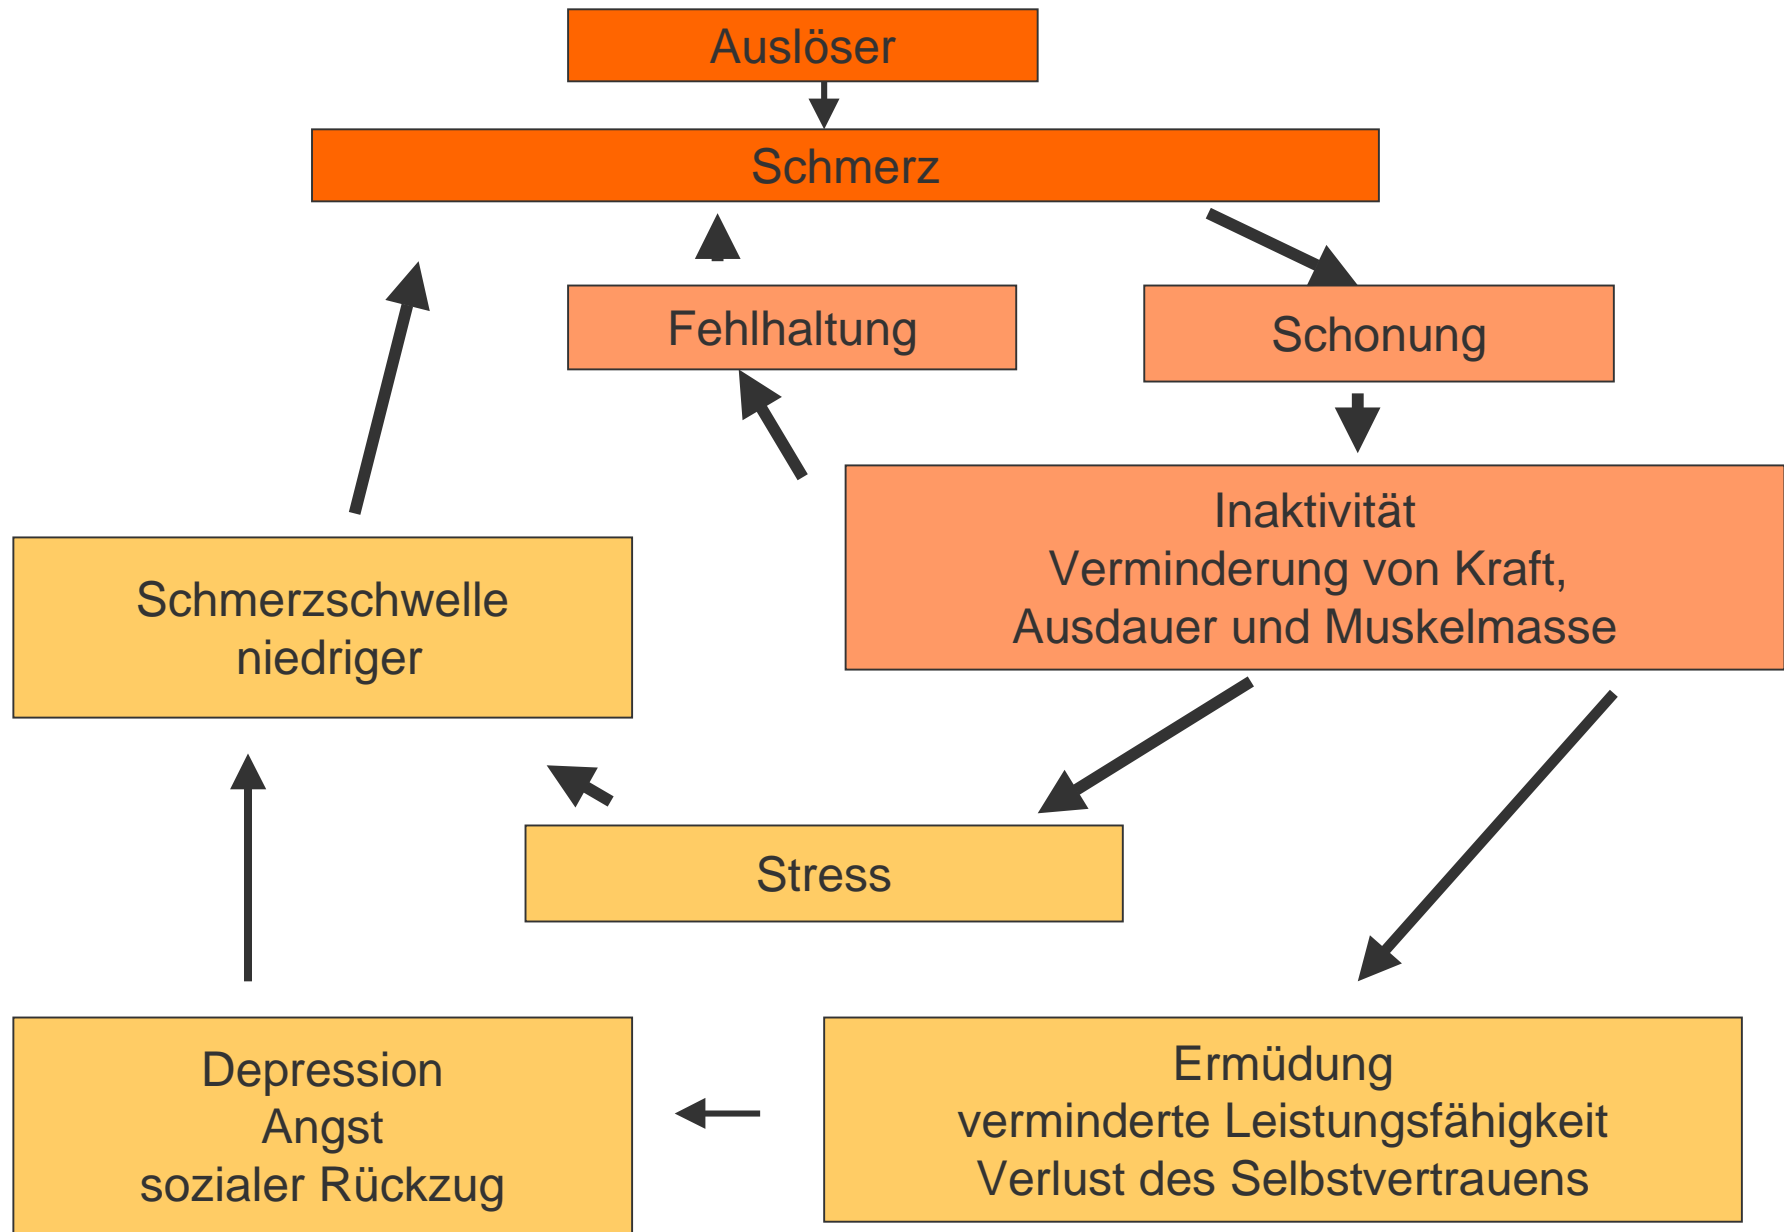 Auslöser
Schmerz
Fehlhaltung
Schonung
Inaktivität
Verminderung von Kraft,
Ausdauer und Muskelmasse
Schmerzschwelle
niedriger
Stress
Depression
Angst
sozialer Rückzug
Ermüdung
verminderte Leistungsfähigkeit
Verlust des Selbstvertrauens